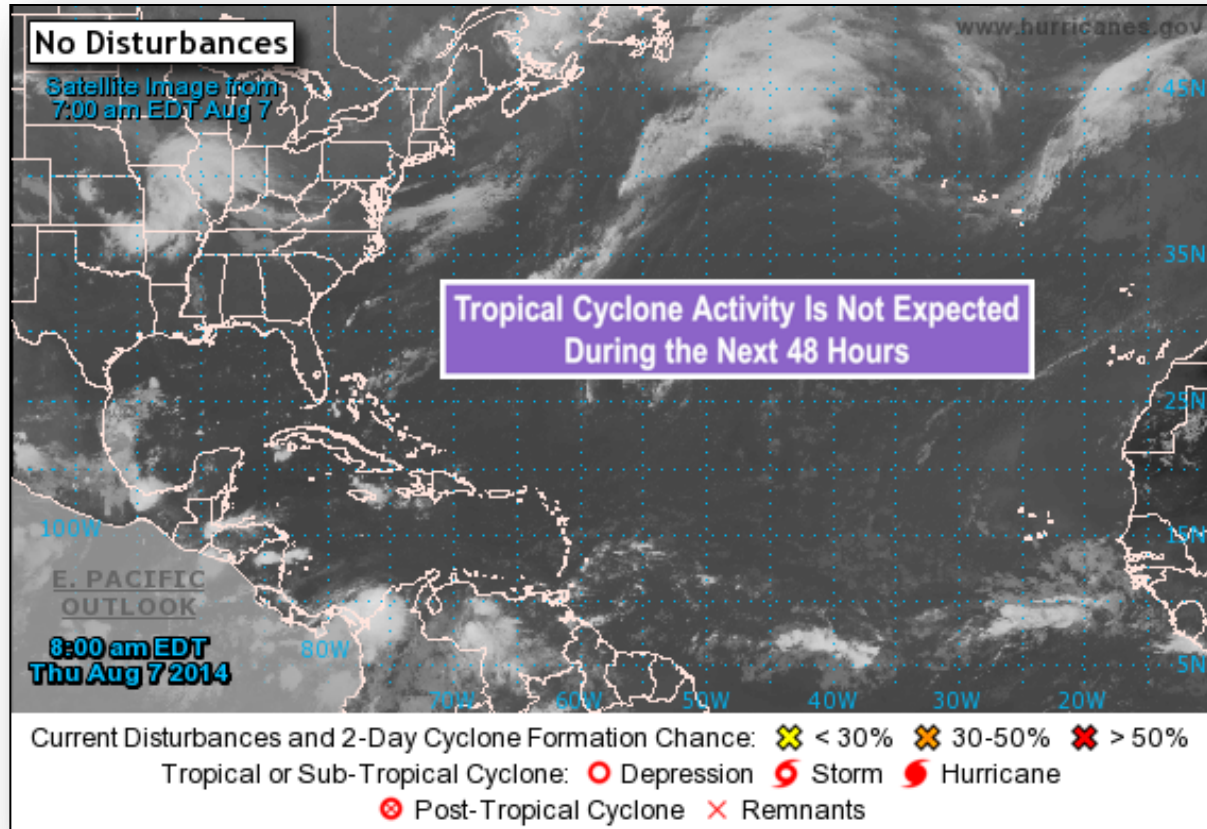 No Disturbances
www.hurricanes.gov
Satellite Image from
7:00 am EDT Aug 7
45N
35N
Tropical Cyclone Activity Is Not Expected
During the Next 48 Hours
25N
100W
15N
E. PACIFIC
OUTLOOK
8:00 am EDT
Thu Aug 7 2014
80W
5N
70W 60W 50W 40W 30W 20W
Current Disturbances and 2-Day Cyclone Formation Chance: < 30% 30-50% > 50%
Tropical or Sub-Tropical Cyclone: Depression Storm Hurricane
Post-Tropical Cyclone Remnants